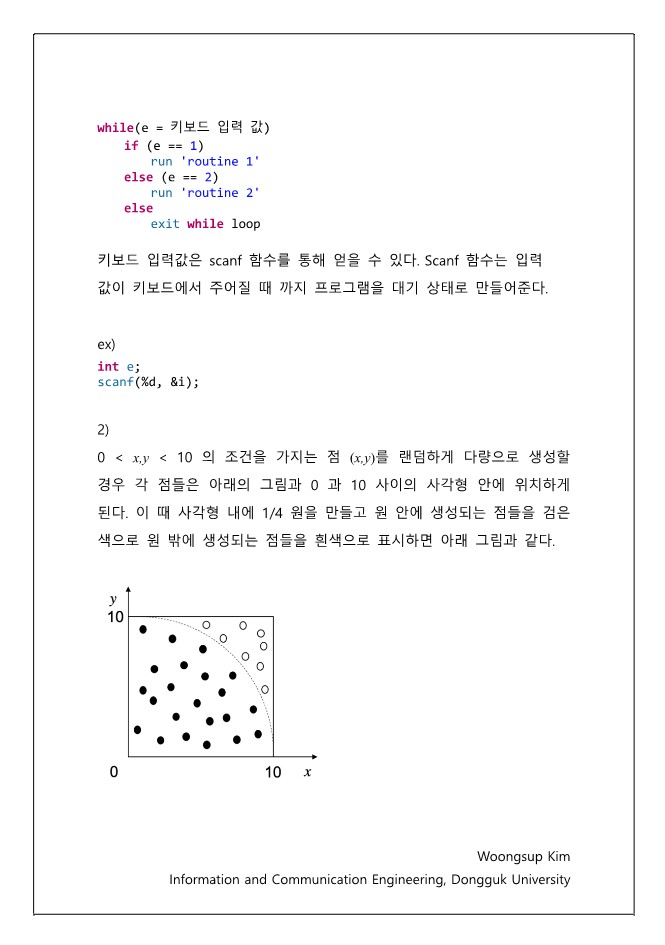 while(e = 키보드 입력 값)
if (e == 1)
run 'routine 1'
else (e == 2)
run 'routine 2'
else
exit while loop
키보드 입력값은 scanf 함수를 통해 얻을 수 있다. Scanf 함수는 입력
값이 키보드에서 주어질 때 까지 프로그램을 대기 상태로 만들어준다.
ex)
int e;
scanf(%d, &i);
2)
0 < x,y < 10 의 조건을 가지는 점 (x,y)를 랜덤하게 다량으로 생성할
경우 각 점들은 아래의 그림과 0 과 10 사이의 사각형 안에 위치하게
된다. 이 때 사각형 내에 1/4 원을 만들고 원 안에 생성되는 점들을 검은
색으로 원 밖에 생성되는 점들을 흰색으로 표시하면 아래 그림과 같다.
y
10
0 10 x
Woongsup Kim
Information and Communication Engineering, Dongguk University